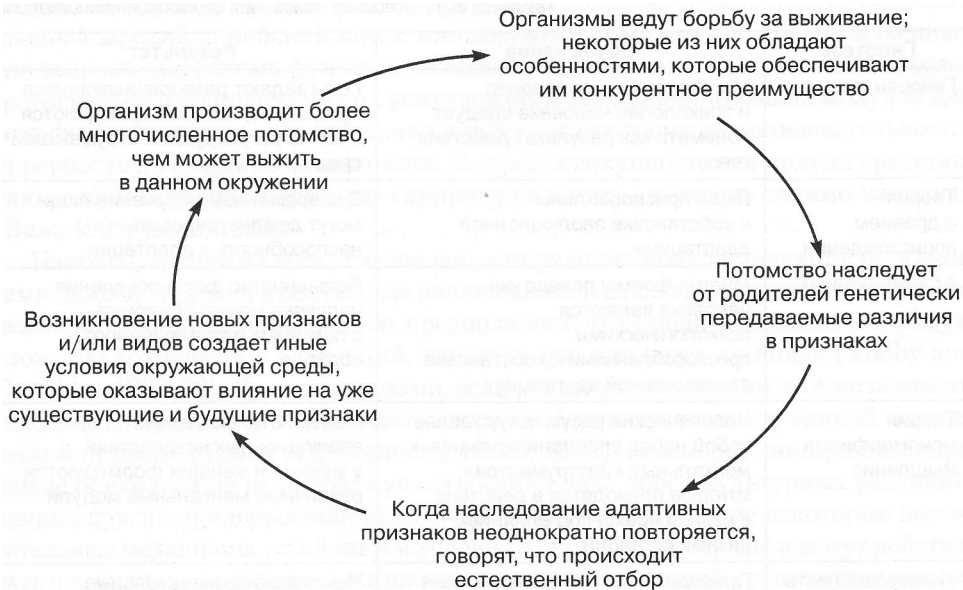 Организмы ведут борьбу за выживание;
некоторые из них обладают
особенностями, которые обеспечивают
им конкурентное преимущество
Потомство наследует
от родителей генетически
передаваемые различия
в признаках
Когда наследование адаптивных
признаков неоднократно повторяется,
говорят, что происходит
естественный отбор
Возникновение новых признаков
и/или видов создает иные
условия окружающей среды,
которые оказывают влияние на уже
существующие и будущие признаки
Организм производит более
многочисленное потомство,
чем может выжить
в данном окружении